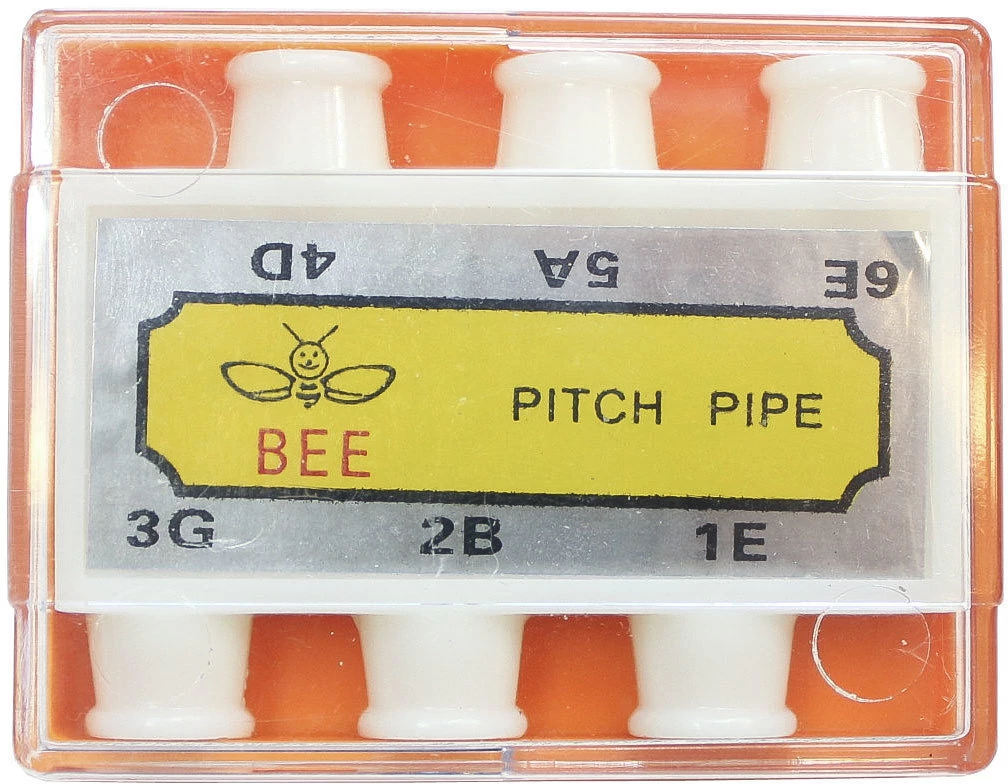 4D 5A 6E
PITCH PIPE
BEE
3G 2B 1E